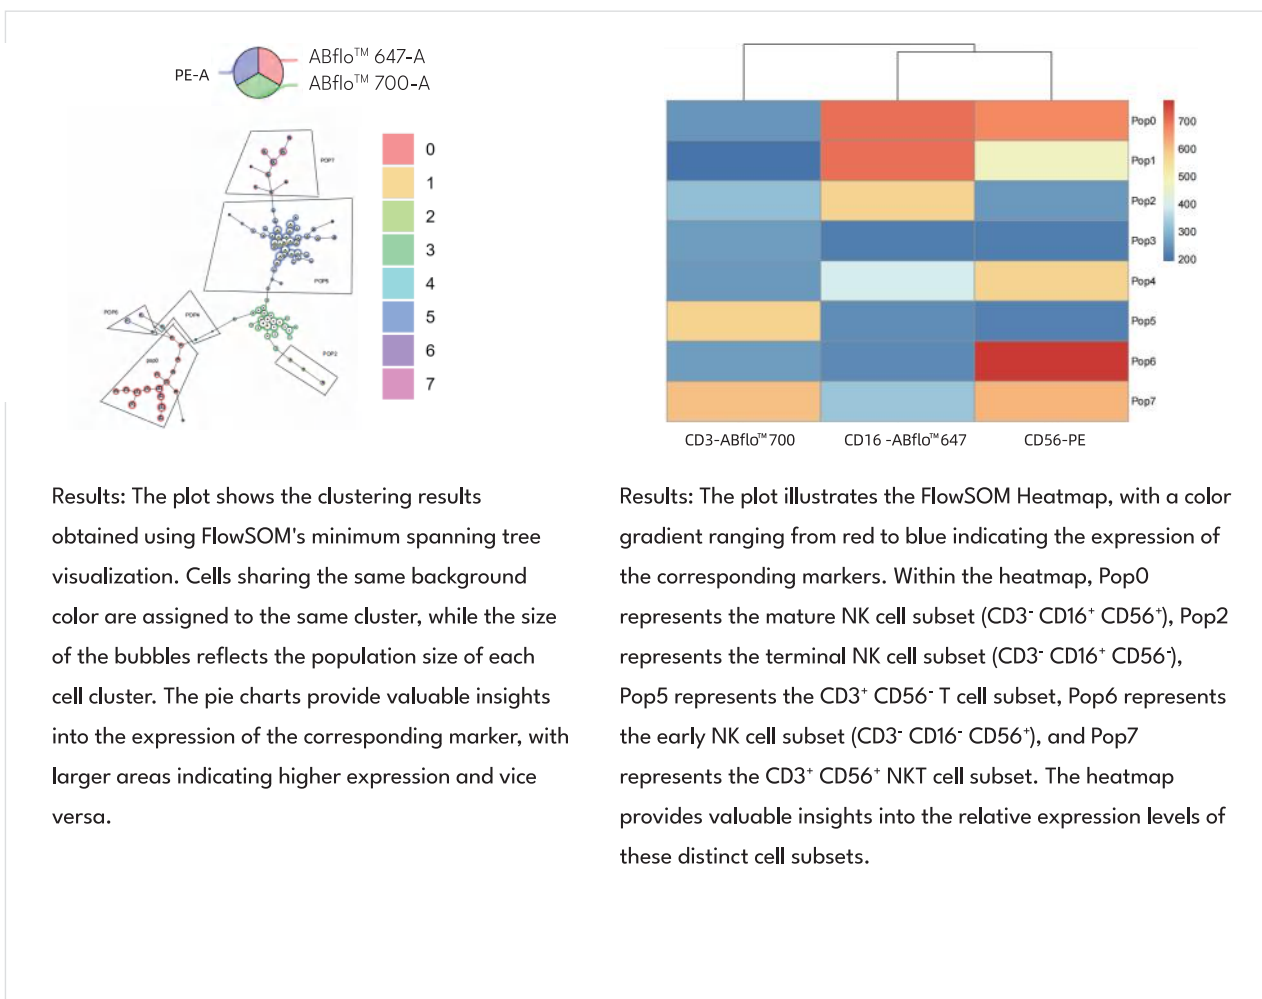 PE-A
ABflo™ 647-A
ABflo™ 700-A
POP7
POP5
POP6
POP4
pop0
POP2
0
1
2
3
4
5
6
7
Pop0
Pop1
Pop2
Pop3
Pop4
Pop5
Pop6
Pop7
700
600
500
400
300
200
CD3-ABflo™700
CD16 -ABflo™647
CD56-PE
Results: The plot shows the clustering results
obtained using FlowSOM's minimum spanning tree
visualization. Cells sharing the same background
color are assigned to the same cluster, while the size
of the bubbles reflects the population size of each
cell cluster. The pie charts provide valuable insights
into the expression of the corresponding marker, with
larger areas indicating higher expression and vice
versa.
Results: The plot illustrates the FlowSOM Heatmap, with a color
gradient ranging from red to blue indicating the expression of
the corresponding markers. Within the heatmap, Pop0
represents the mature NK cell subset (CD3⁻ CD16⁺ CD56⁺), Pop2
represents the terminal NK cell subset (CD3⁻ CD16⁺ CD56⁻),
Pop5 represents the CD3⁺ CD56⁻ T cell subset, Pop6 represents
the early NK cell subset (CD3⁻ CD16⁻ CD56⁺), and Pop7
represents the CD3⁺ CD56⁺ NKT cell subset. The heatmap
provides valuable insights into the relative expression levels of
these distinct cell subsets.